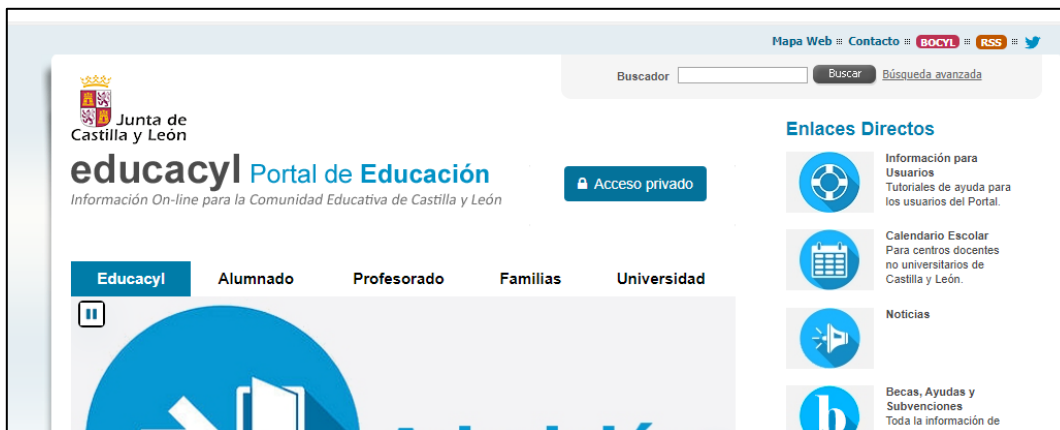 Mapa Web Contacto BOCYL RSS
Buscador Buscar Búsqueda avanzada
Junta de
Castilla y León
educacyl Portal de Educación
Información On-line para la Comunidad Educativa de Castilla y León
Acceso privado
Educacyl Alumnado Profesorado Familias Universidad
Enlaces Directos
Información para
Usuarios
Tutoriales de ayuda para
los usuarios del Portal.
Calendario Escolar
Para centros docentes
no universitarios de
Castilla y León.
Noticias
Becas, Ayudas y
Subvenciones
Toda la información de